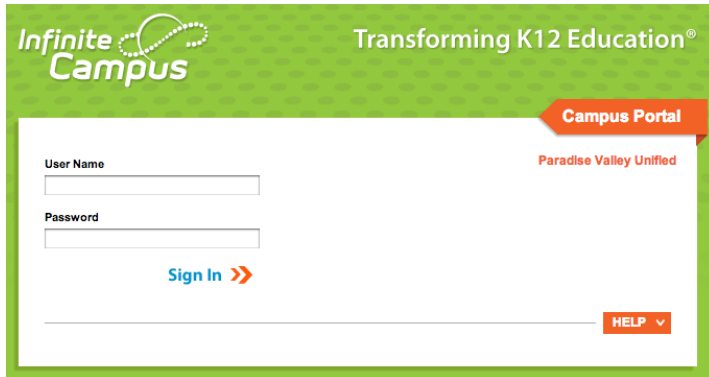 Infinite
Campus
Transforming K12 Education®
Campus Portal
Paradise Valley Unified
User Name
Password
Sign In
HELP